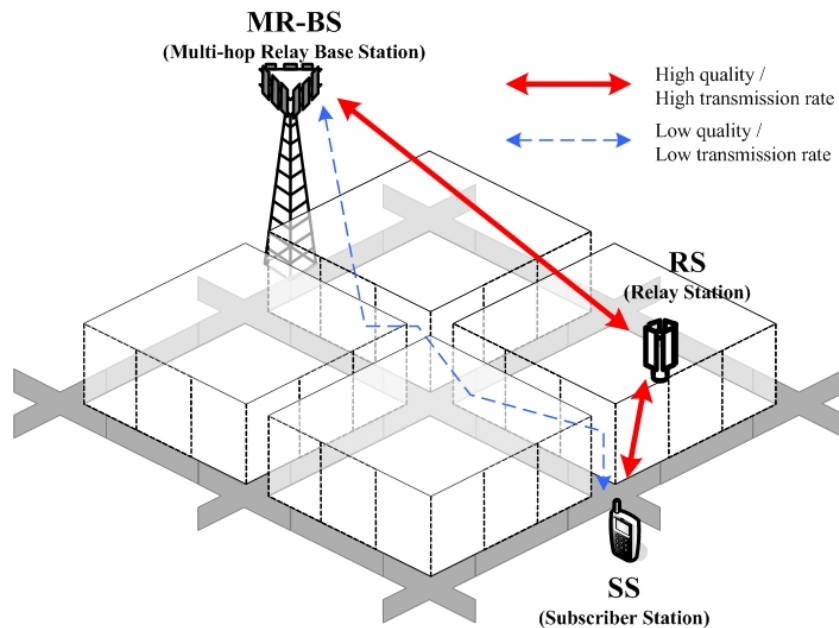 MR-BS
(Multi-hop Relay Base Station)
High quality /
High transmission rate
Low quality /
Low transmission rate
RS
(Relay Station)
SS
(Subscriber Station)